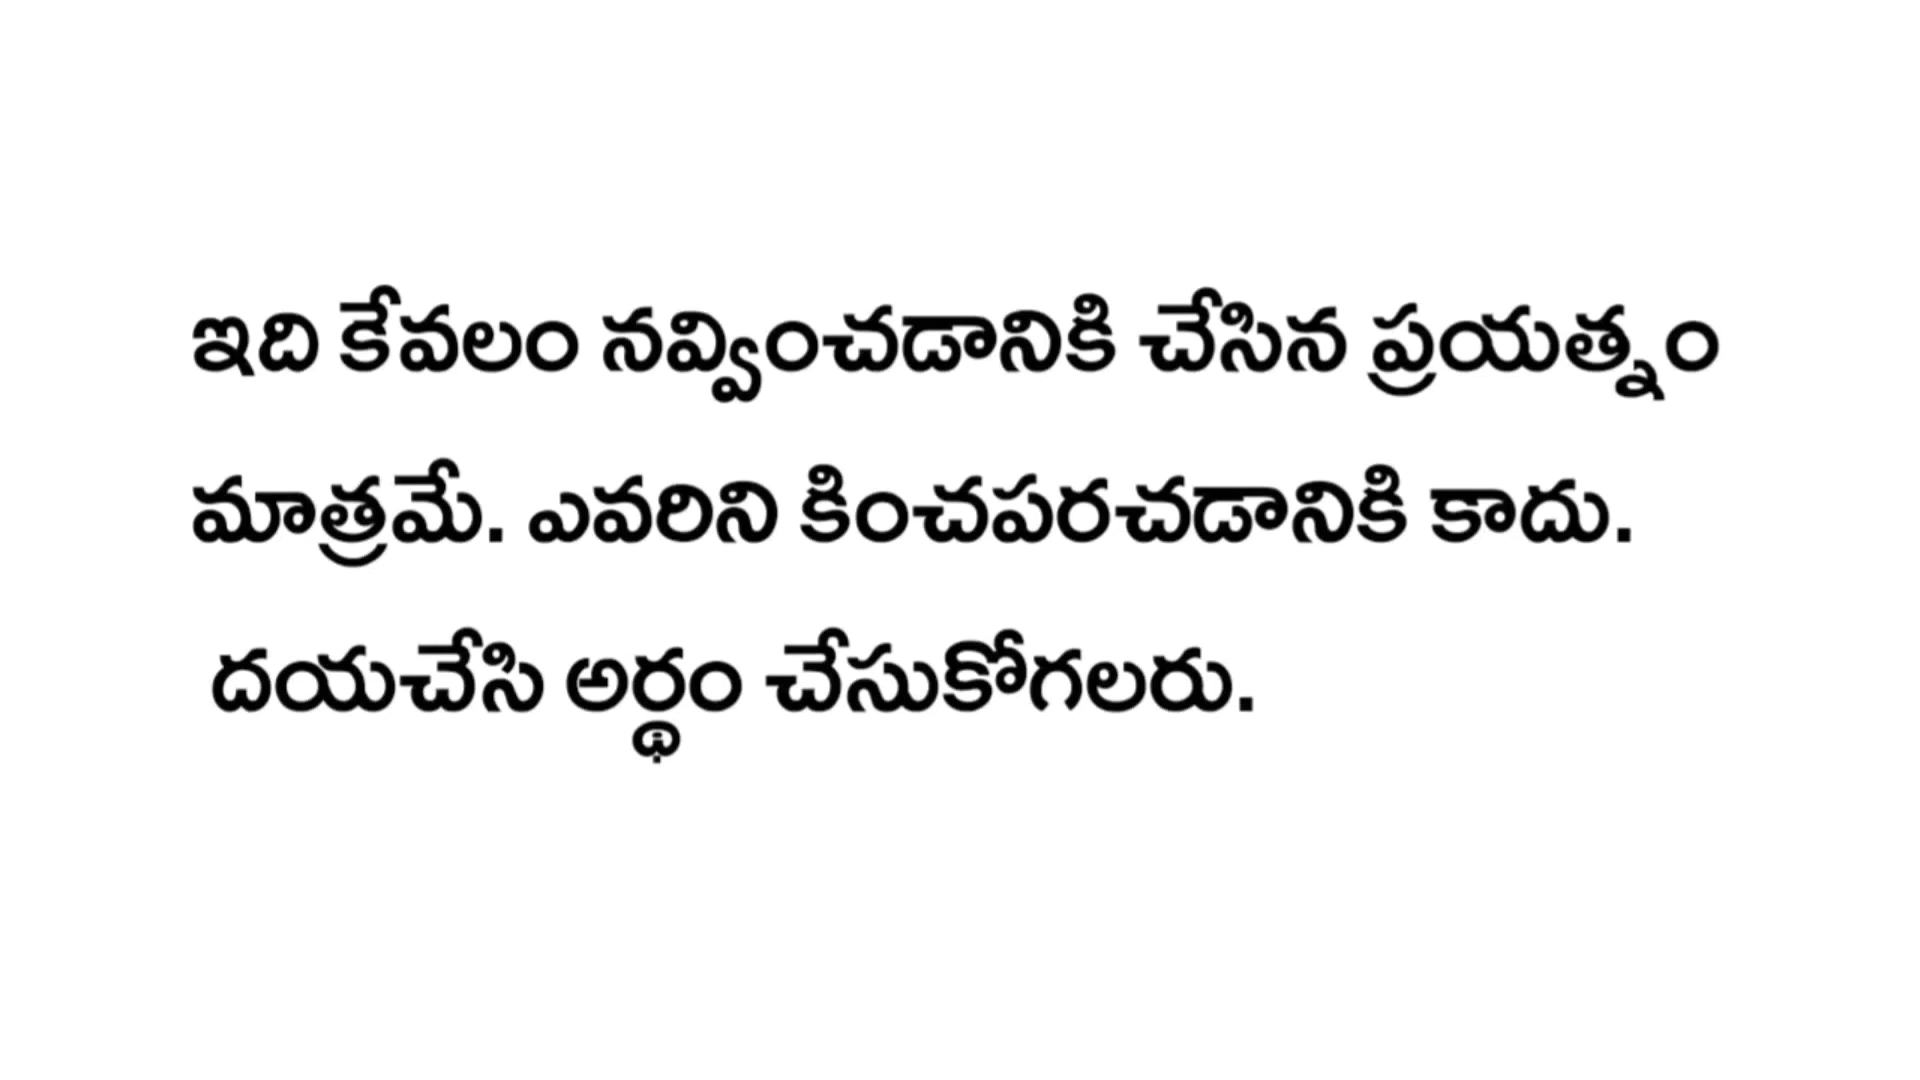 ఇది కేవలం నవ్వించడానికి చేసిన ప్రయత్నం
మాత్రమే. ఎవరిని కించపరచడానికి కాదు.
దయచేసి అర్థం చేసుకోగలరు.